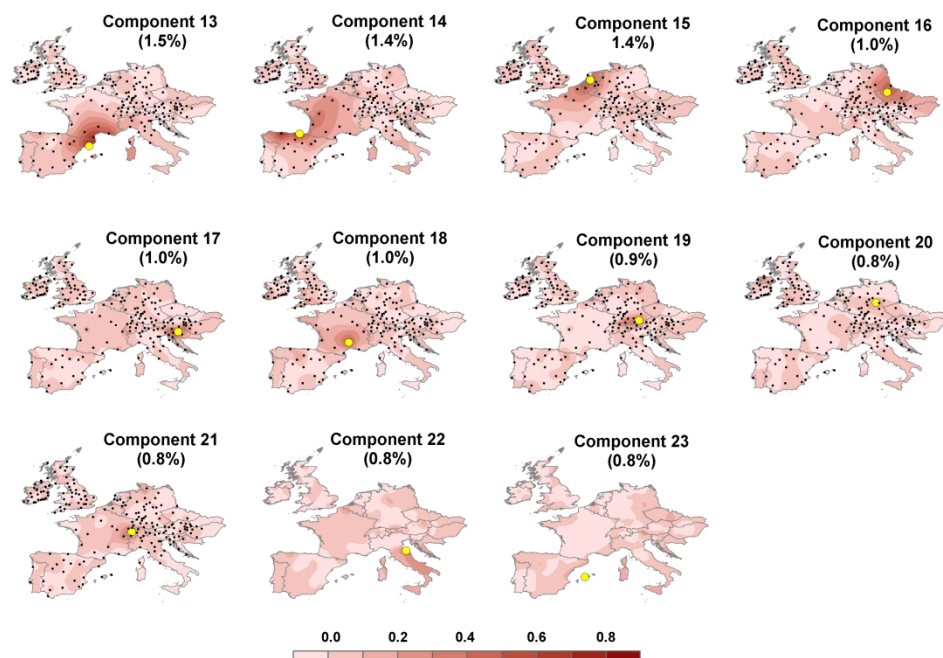 Component 13
(1.5%)
Component 14
(1.4%)
Component 15
1.4%)
Component 16
(1.0%)
Component 17
(1.0%)
Component 18
(1.0%)
Component 19
(0.9%)
Component 20
(0.8%)
Component 21
(0.8%)
Component 22
(0.8%)
Component 23
(0.8%)
0.0 0.2 0.4 0.6 0.8